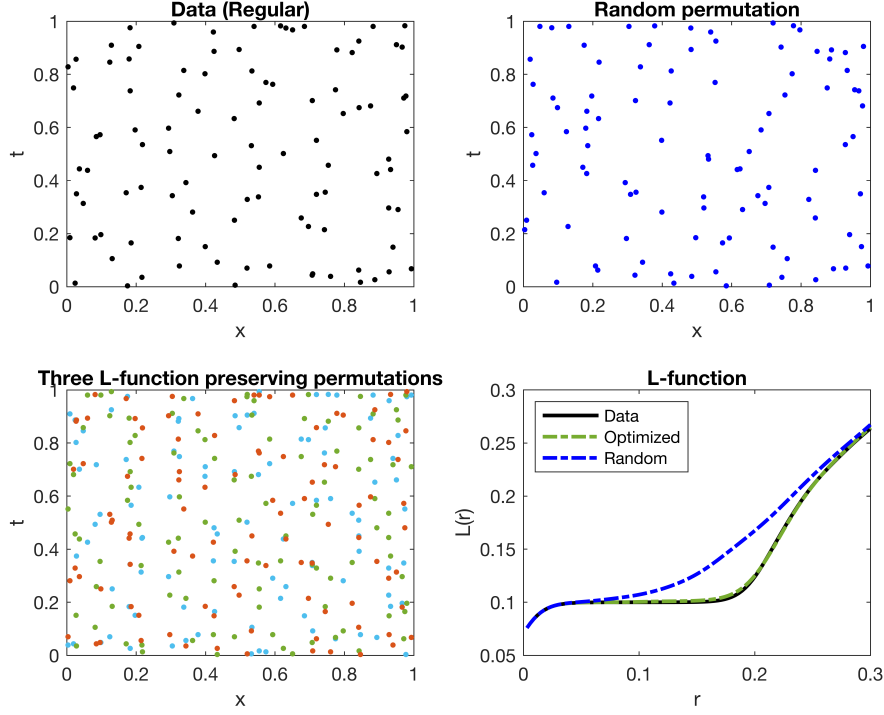 Data (Regular)
1
0.8
0.6
0.4
0.2
0
t
0 0.2 0.4 0.6 0.8 1
x
Random permutation
1
0.8
0.6
0.4
0.2
0
t
0 0.2 0.4 0.6 0.8 1
x
Three L-function preserving permutations
1
0.8
0.6
0.4
0.2
0
t
0 0.2 0.4 0.6 0.8 1
x
L-function
0.3
0.25
0.2
0.15
0.1
0.05
L(r)
Data
Optimized
Random
0 0.1 0.2 0.3
r